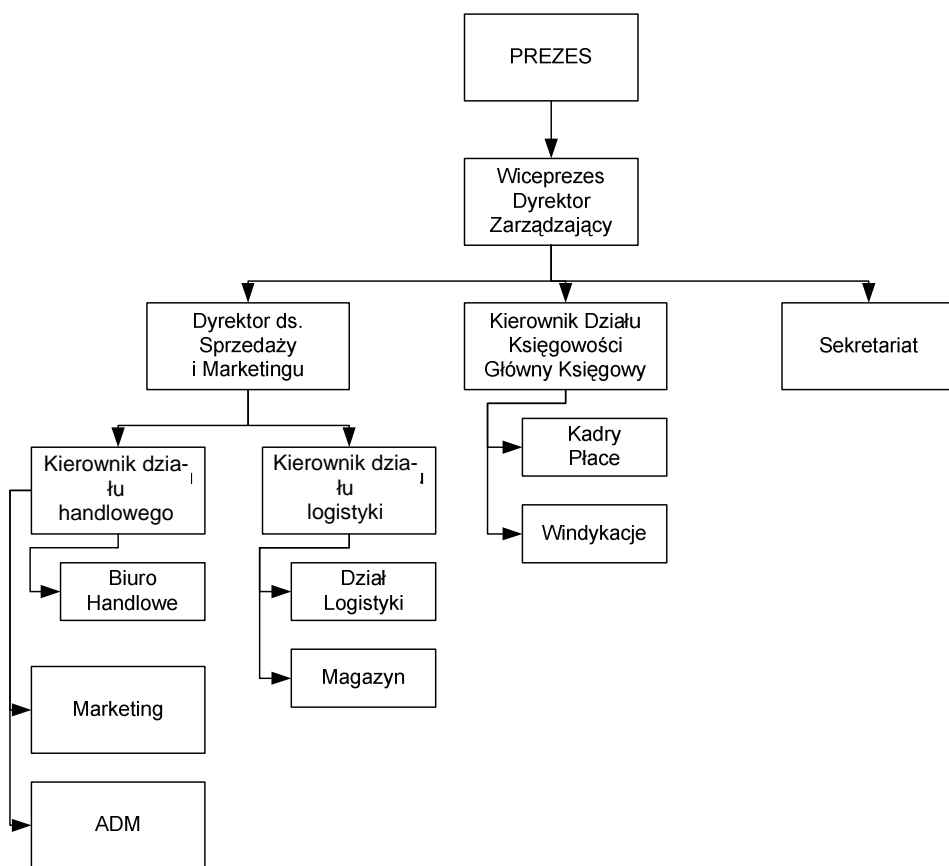 PREZES
Wiceprezes
Dyrektor
Zarządzający
Dyrektor ds.
Sprzedaży
i Marketingu
Kierownik Działu
Księgowości
Główny Księgowy
Sekretariat
Kierownik dzia-
łu
handlowego
Kierownik dzia-
łu
logistyki
Kadry
Płace
Windykacje
Biuro
Handlowe
Dział
Logistyki
Marketing
Magazyn
ADM